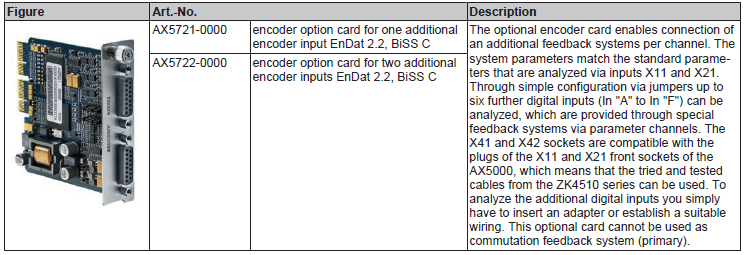 Figure
Art.-No.
Description
AX5721-0000
encoder option card for one additional
encoder input EnDat 2.2, BiSS C
AX5722-0000
encoder option card for two additional
encoder inputs EnDat 2.2, BiSS C
The optional encoder card enables connection of
an additional feedback systems per channel. The
system parameters match the standard parame-
ters that are analyzed via inputs X11 and X21.
Through simple configuration via jumpers up to
six further digital inputs (In "A" to In "F") can be
analyzed, which are provided through special
feedback systems via parameter channels. The
X41 and X42 sockets are compatible with the
plugs of the X11 and X21 front sockets of the
AX5000, which means that the tried and tested
cables from the ZK4510 series can be used. To
analyze the additional digital inputs you simply
have to insert an adapter or establish a suitable
wiring. This optional card cannot be used as
commutation feedback system (primary).